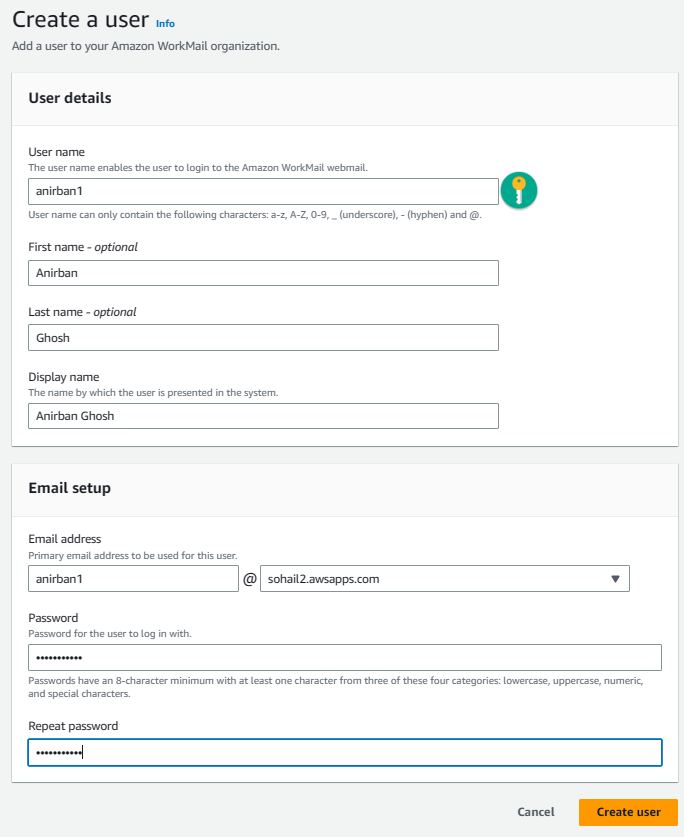 Create a user Info
Add a user to your Amazon WorkMail organization.
User details
User name
The user name enables the user to login to the Amazon WorkMail webmail.
anirban1
User name can only contain the following characters: a-z, A-Z, 0-9, _ (underscore), - (hyphen) and @.
First name - optional
Anirban
Last name - optional
Ghosh
Display name
The name by which the user is presented in the system.
Anirban Ghosh
Email setup
Email address
Primary email address to be used for this user.
anirban1 @ sohail2.awsapps.com
Password
Password for the user to log in with.
•••••••••••
Passwords have an 8-character minimum with at least one character from three of these four categories: lowercase, uppercase, numeric,
and special characters.
Repeat password
•••••••••••
Cancel Create user